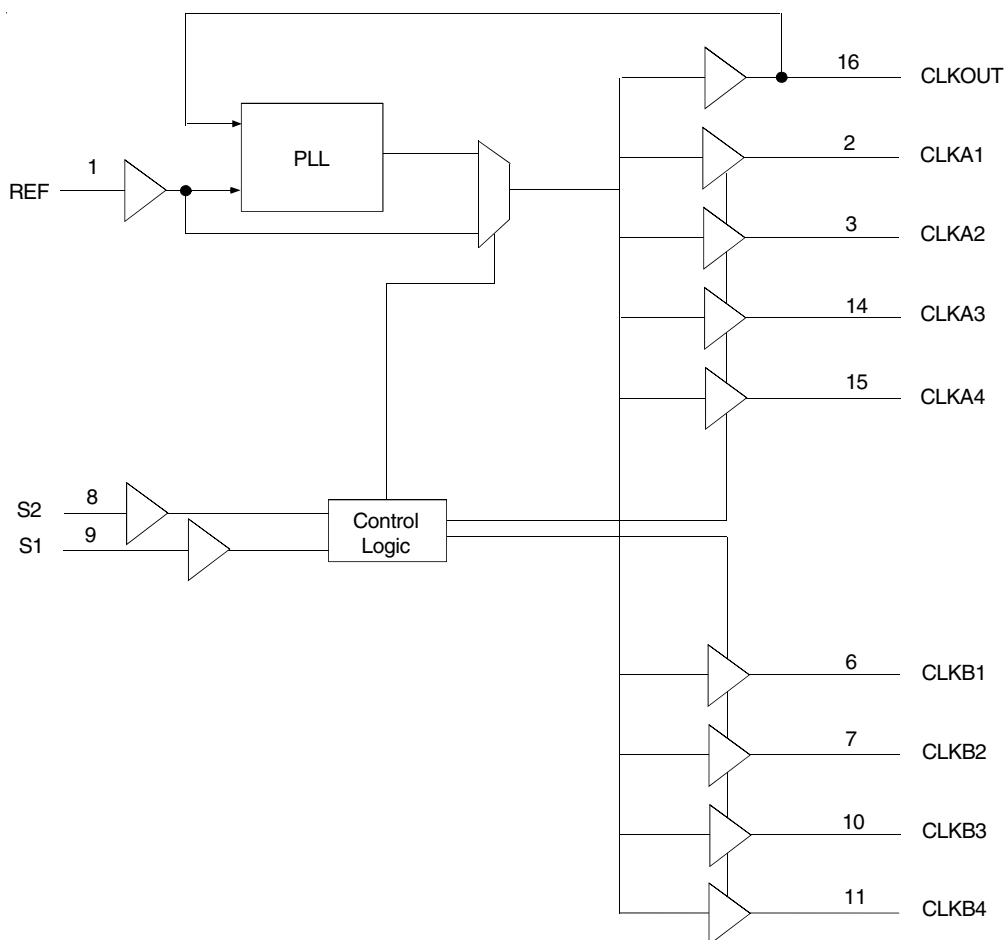 16 CLKOUT
PLL
1
REF
2 CLKA1
3 CLKA2
14 CLKA3
15 CLKA4
S2 8
S1 9
Control
Logic
6 CLKB1
7 CLKB2
10 CLKB3
11 CLKB4